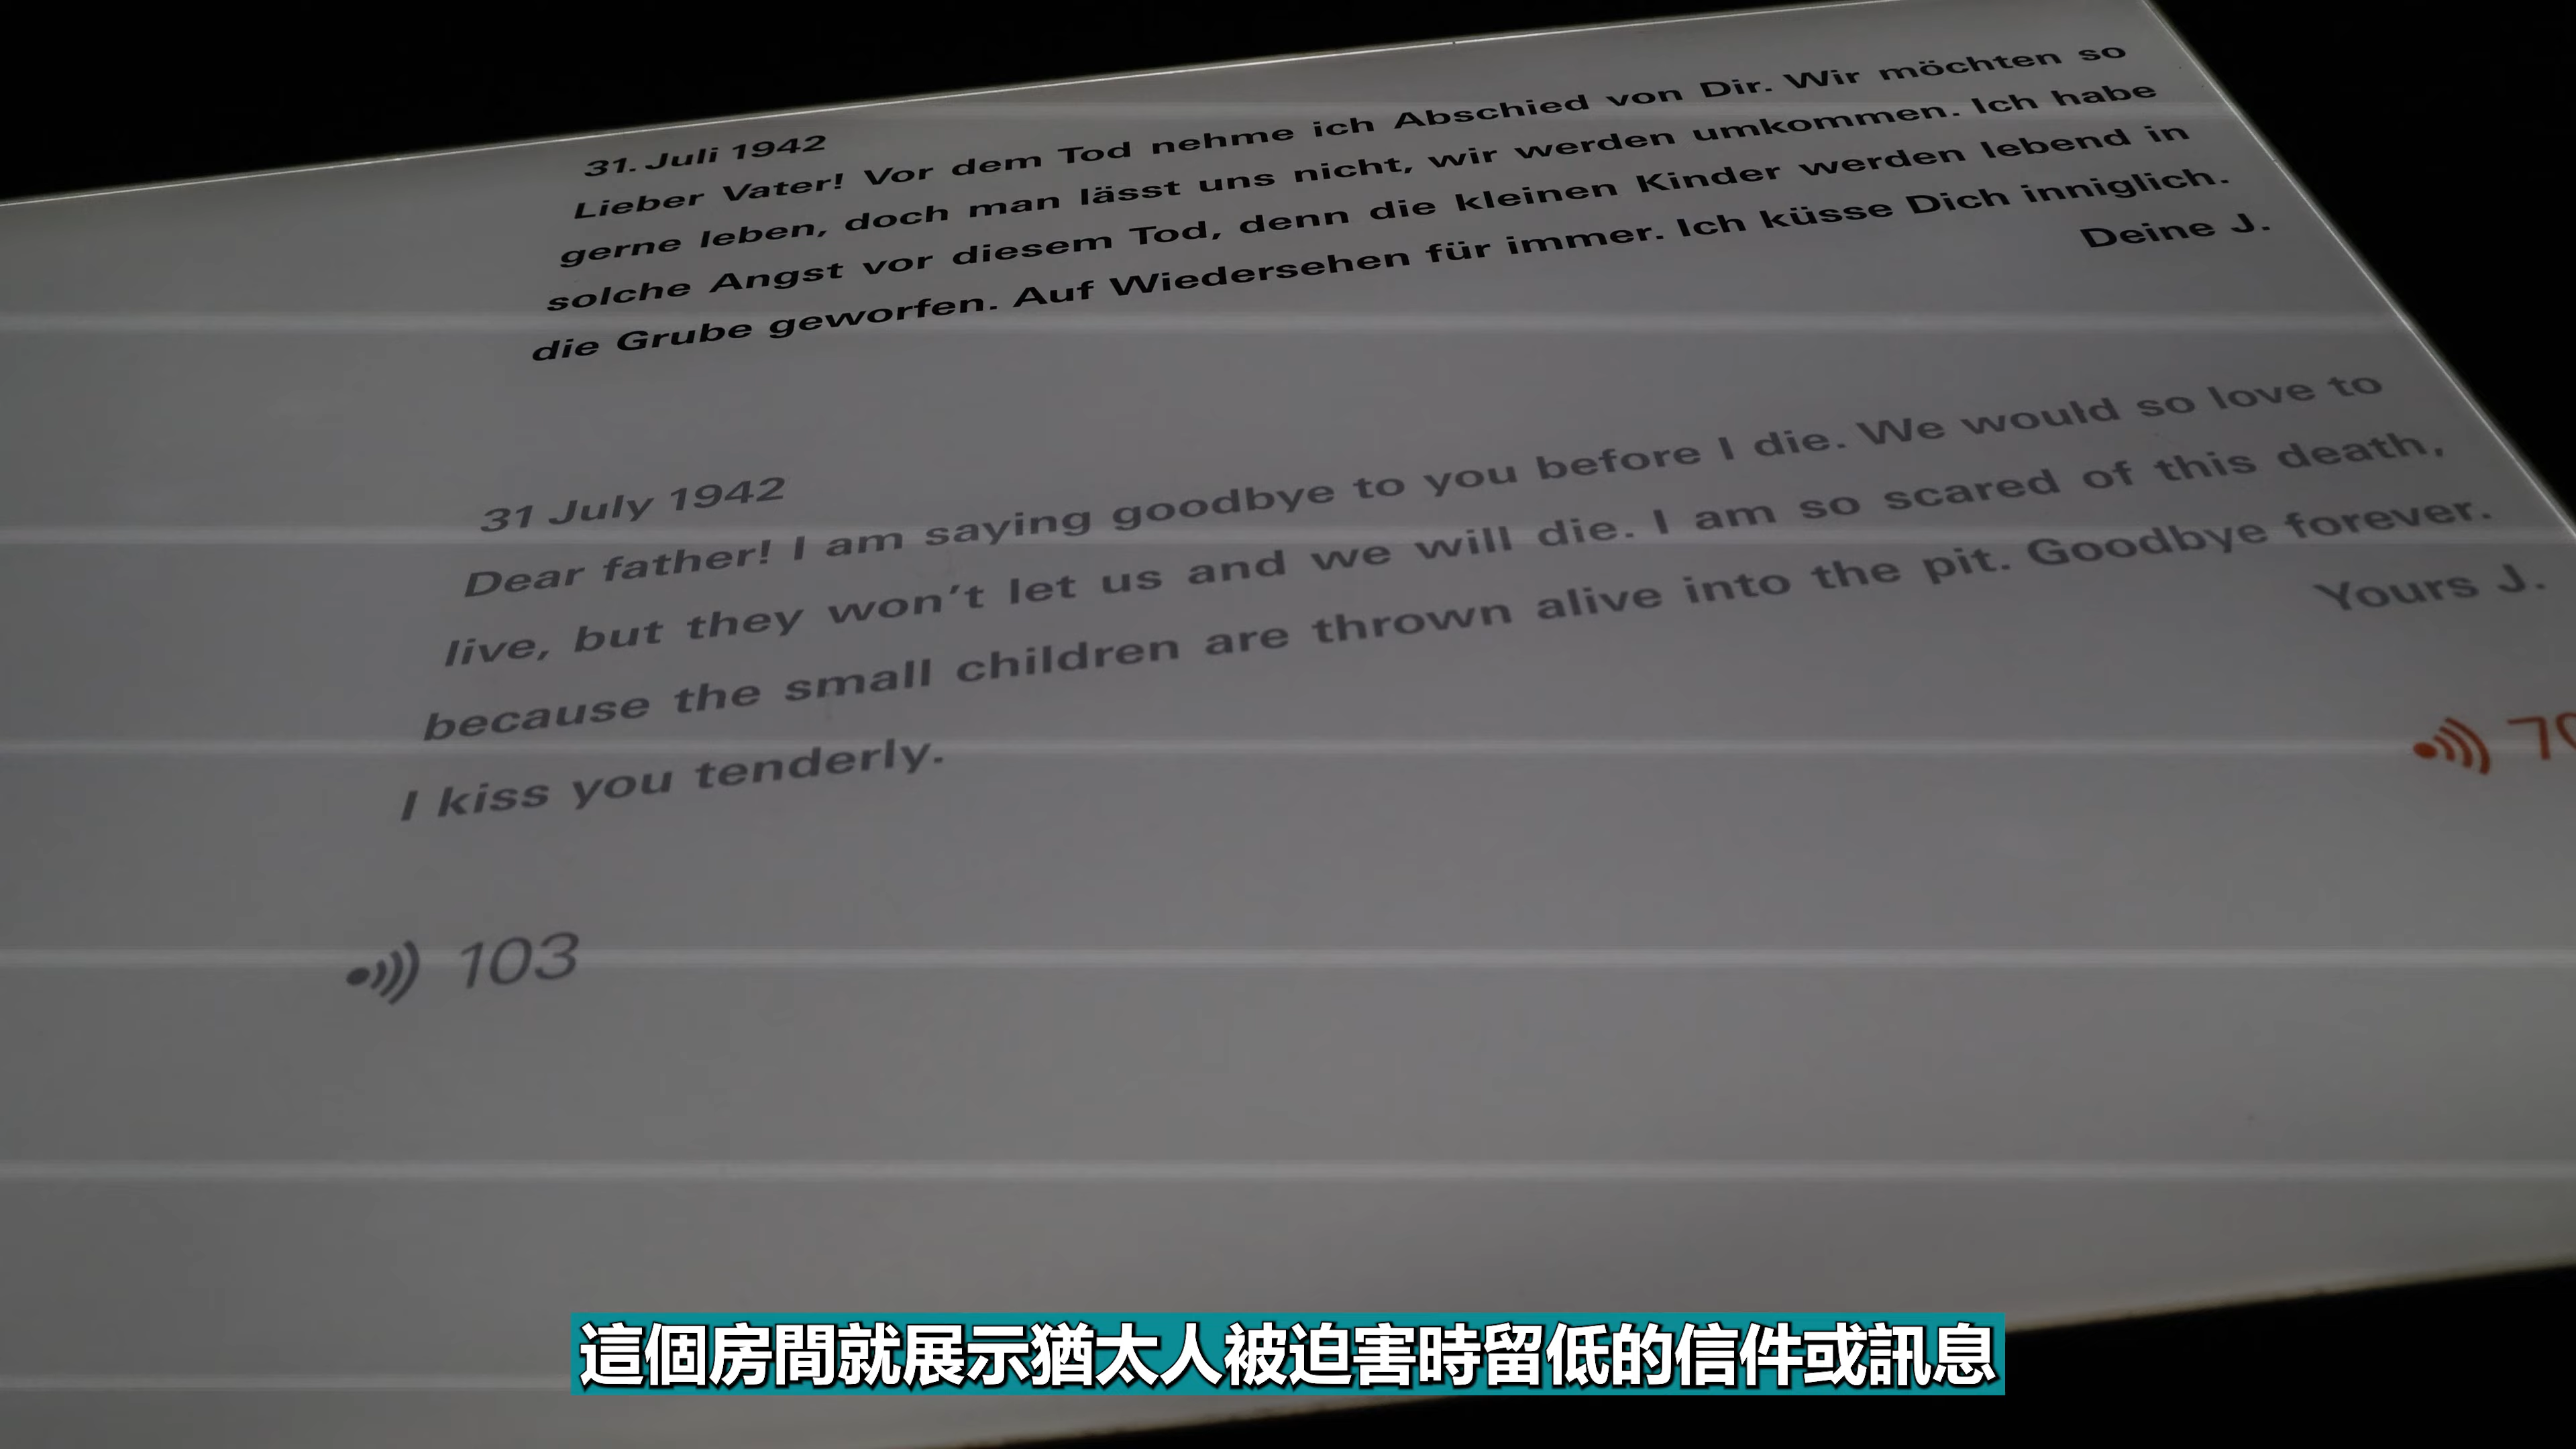 31. Juli 1942
Lieber Vater! Vor dem Tod nehme ich Abschied von Dir. Wir möchten so
gerne leben, doch man lässt uns nicht, wir werden umkommen. Ich habe
solche Angst vor diesem Tod, denn die kleinen Kinder werden lebend in
die Grube geworfen. Auf Wiedersehen für immer. Ich küsse Dich inniglich.
Deine J.
31 July 1942
Dear father! I am saying goodbye to you before I die. We would so love to
live, but they won't let us and we will die. I am so scared of this death,
because the small children are thrown alive into the pit. Goodbye forever.
I kiss you tenderly.
Yours J.
70
103
這個房間就展示猶太人被迫害時留低的信件或訊息